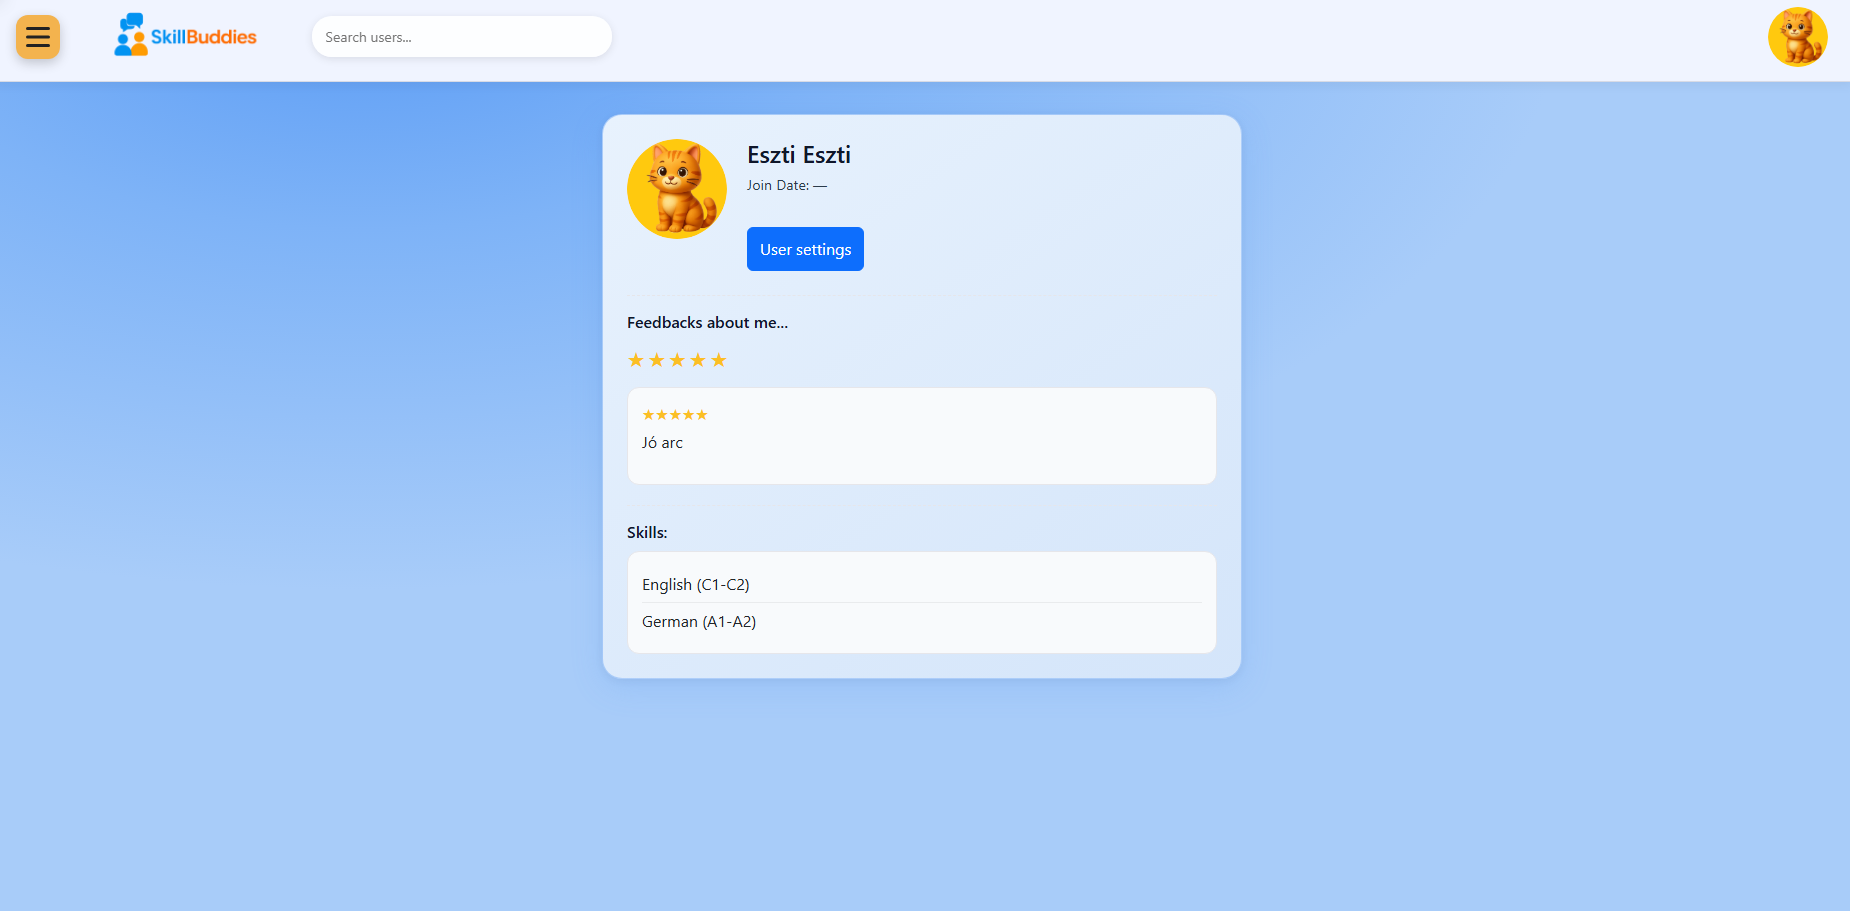 SkillBuddies
Search users...
Eszti Eszti
Join Date: —
User settings
Feedbacks about me...
★★★★★
★★★★★
Jó arc
Skills:
English (C1-C2)
German (A1-A2)